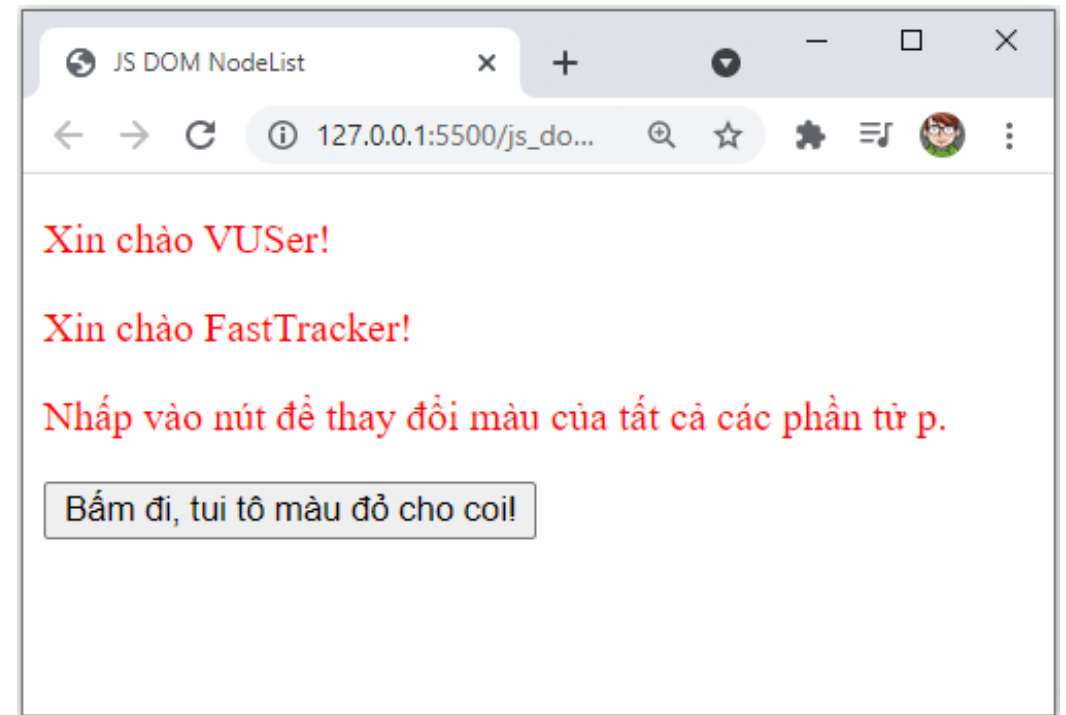 JS DOM NodeList
127.0.0.1:5500/js_do...
Xin chào VUSer!
Xin chào FastTracker!
Nhấp vào nút để thay đổi màu của tất cả các phần tử p.
Bấm đi, tui tô màu đỏ cho coi!